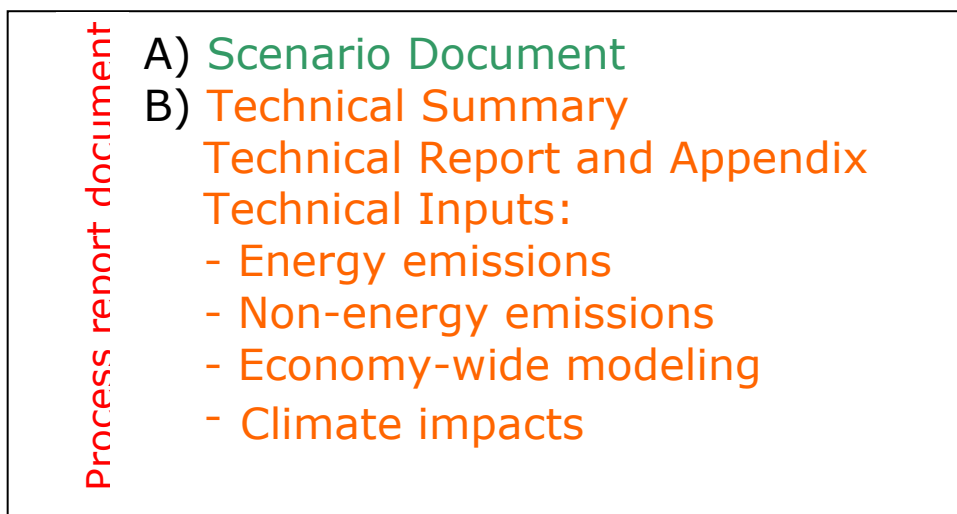 Process report document
A) Scenario Document
B) Technical Summary
Technical Report and Appendix
Technical Inputs:
- Energy emissions
- Non-energy emissions
- Economy-wide modeling
- Climate impacts